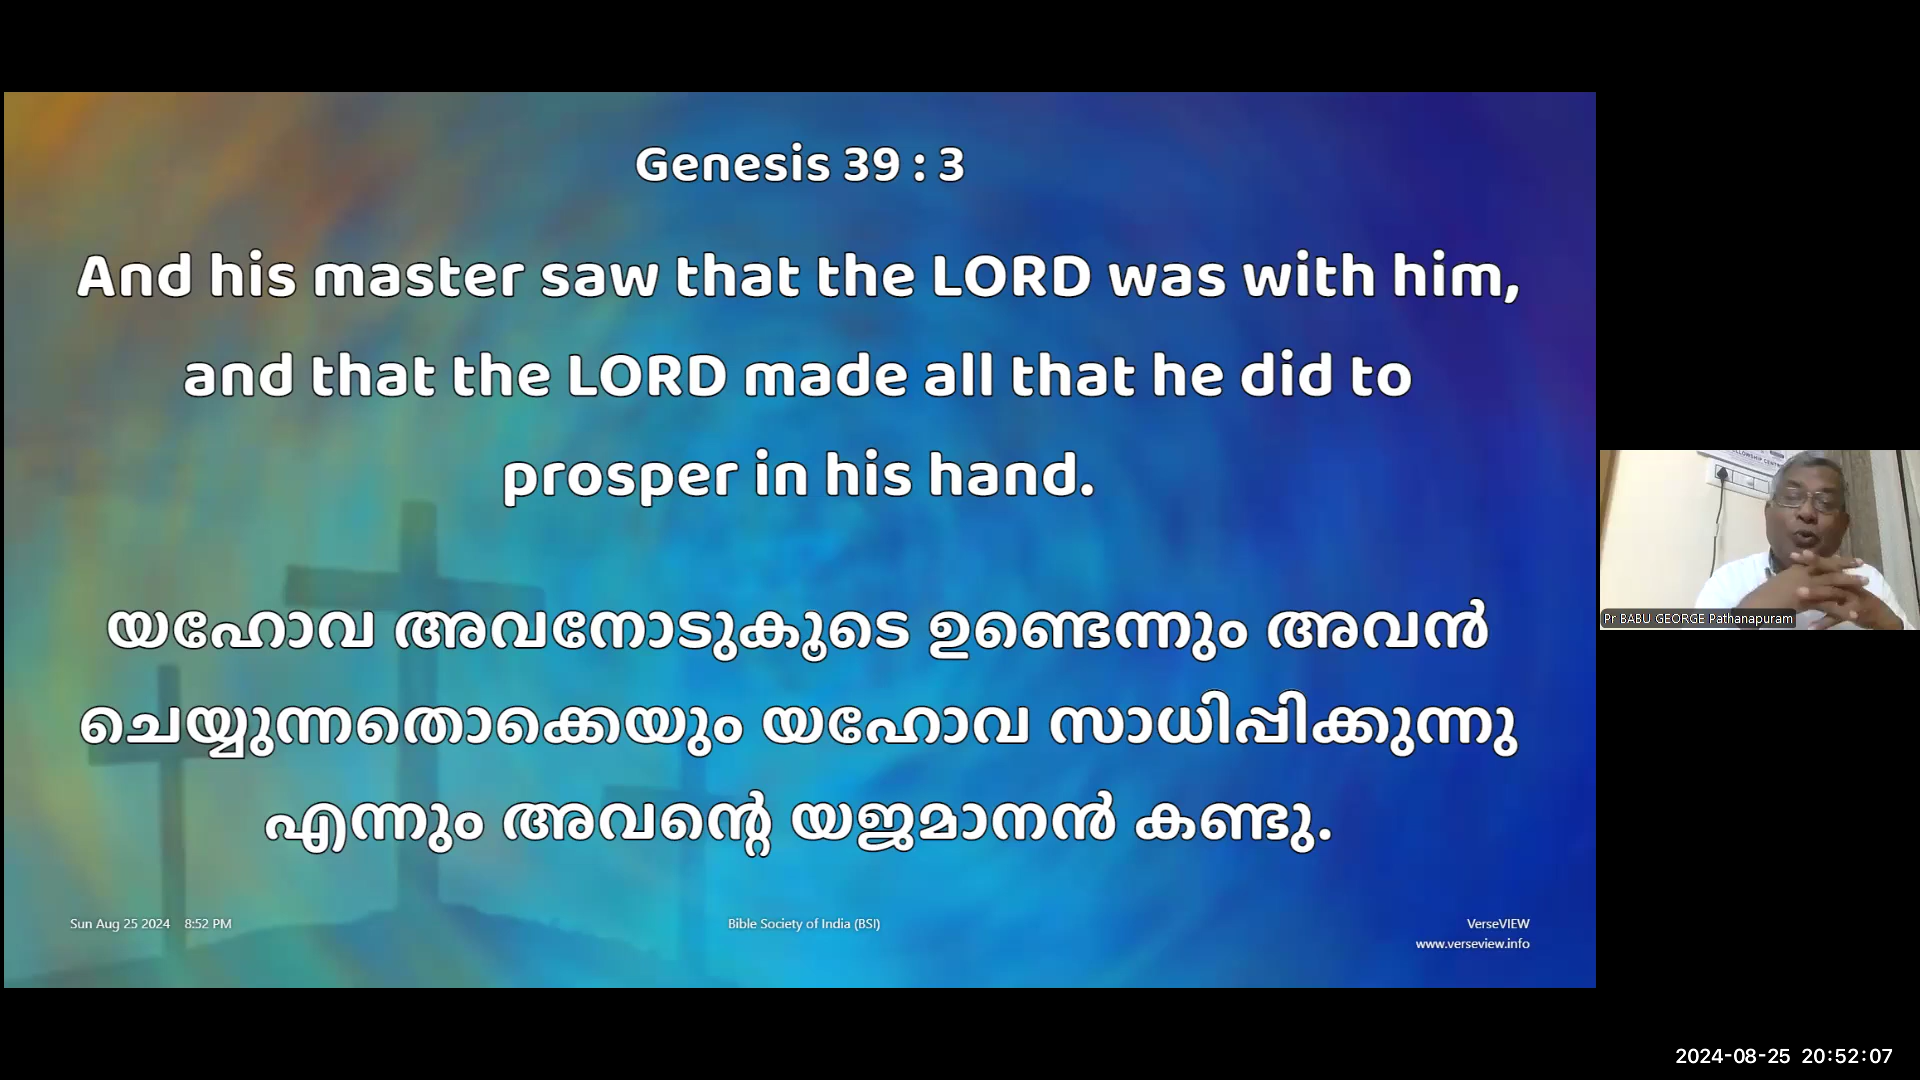 Genesis 39 : 3
And his master saw that the LORD was with him,
and that the LORD made all that he did to
prosper in his hand.
യഹോവ അവനോടുകൂടെ ഉണ്ടെന്നും അവൻ
ചെയ്യുന്നതൊക്കെയും യഹോവ സാധിപ്പിക്കുന്നു
എന്നും അവന്റെ യജമാനൻ കണ്ടു.
Sun Aug 25 2024 8:52 PM
Bible Society of India (BSI)
VerseVIEW
www.verseview.info
Pr BABU GEORGE Pathanapuram
2024-08-25 20:52:07